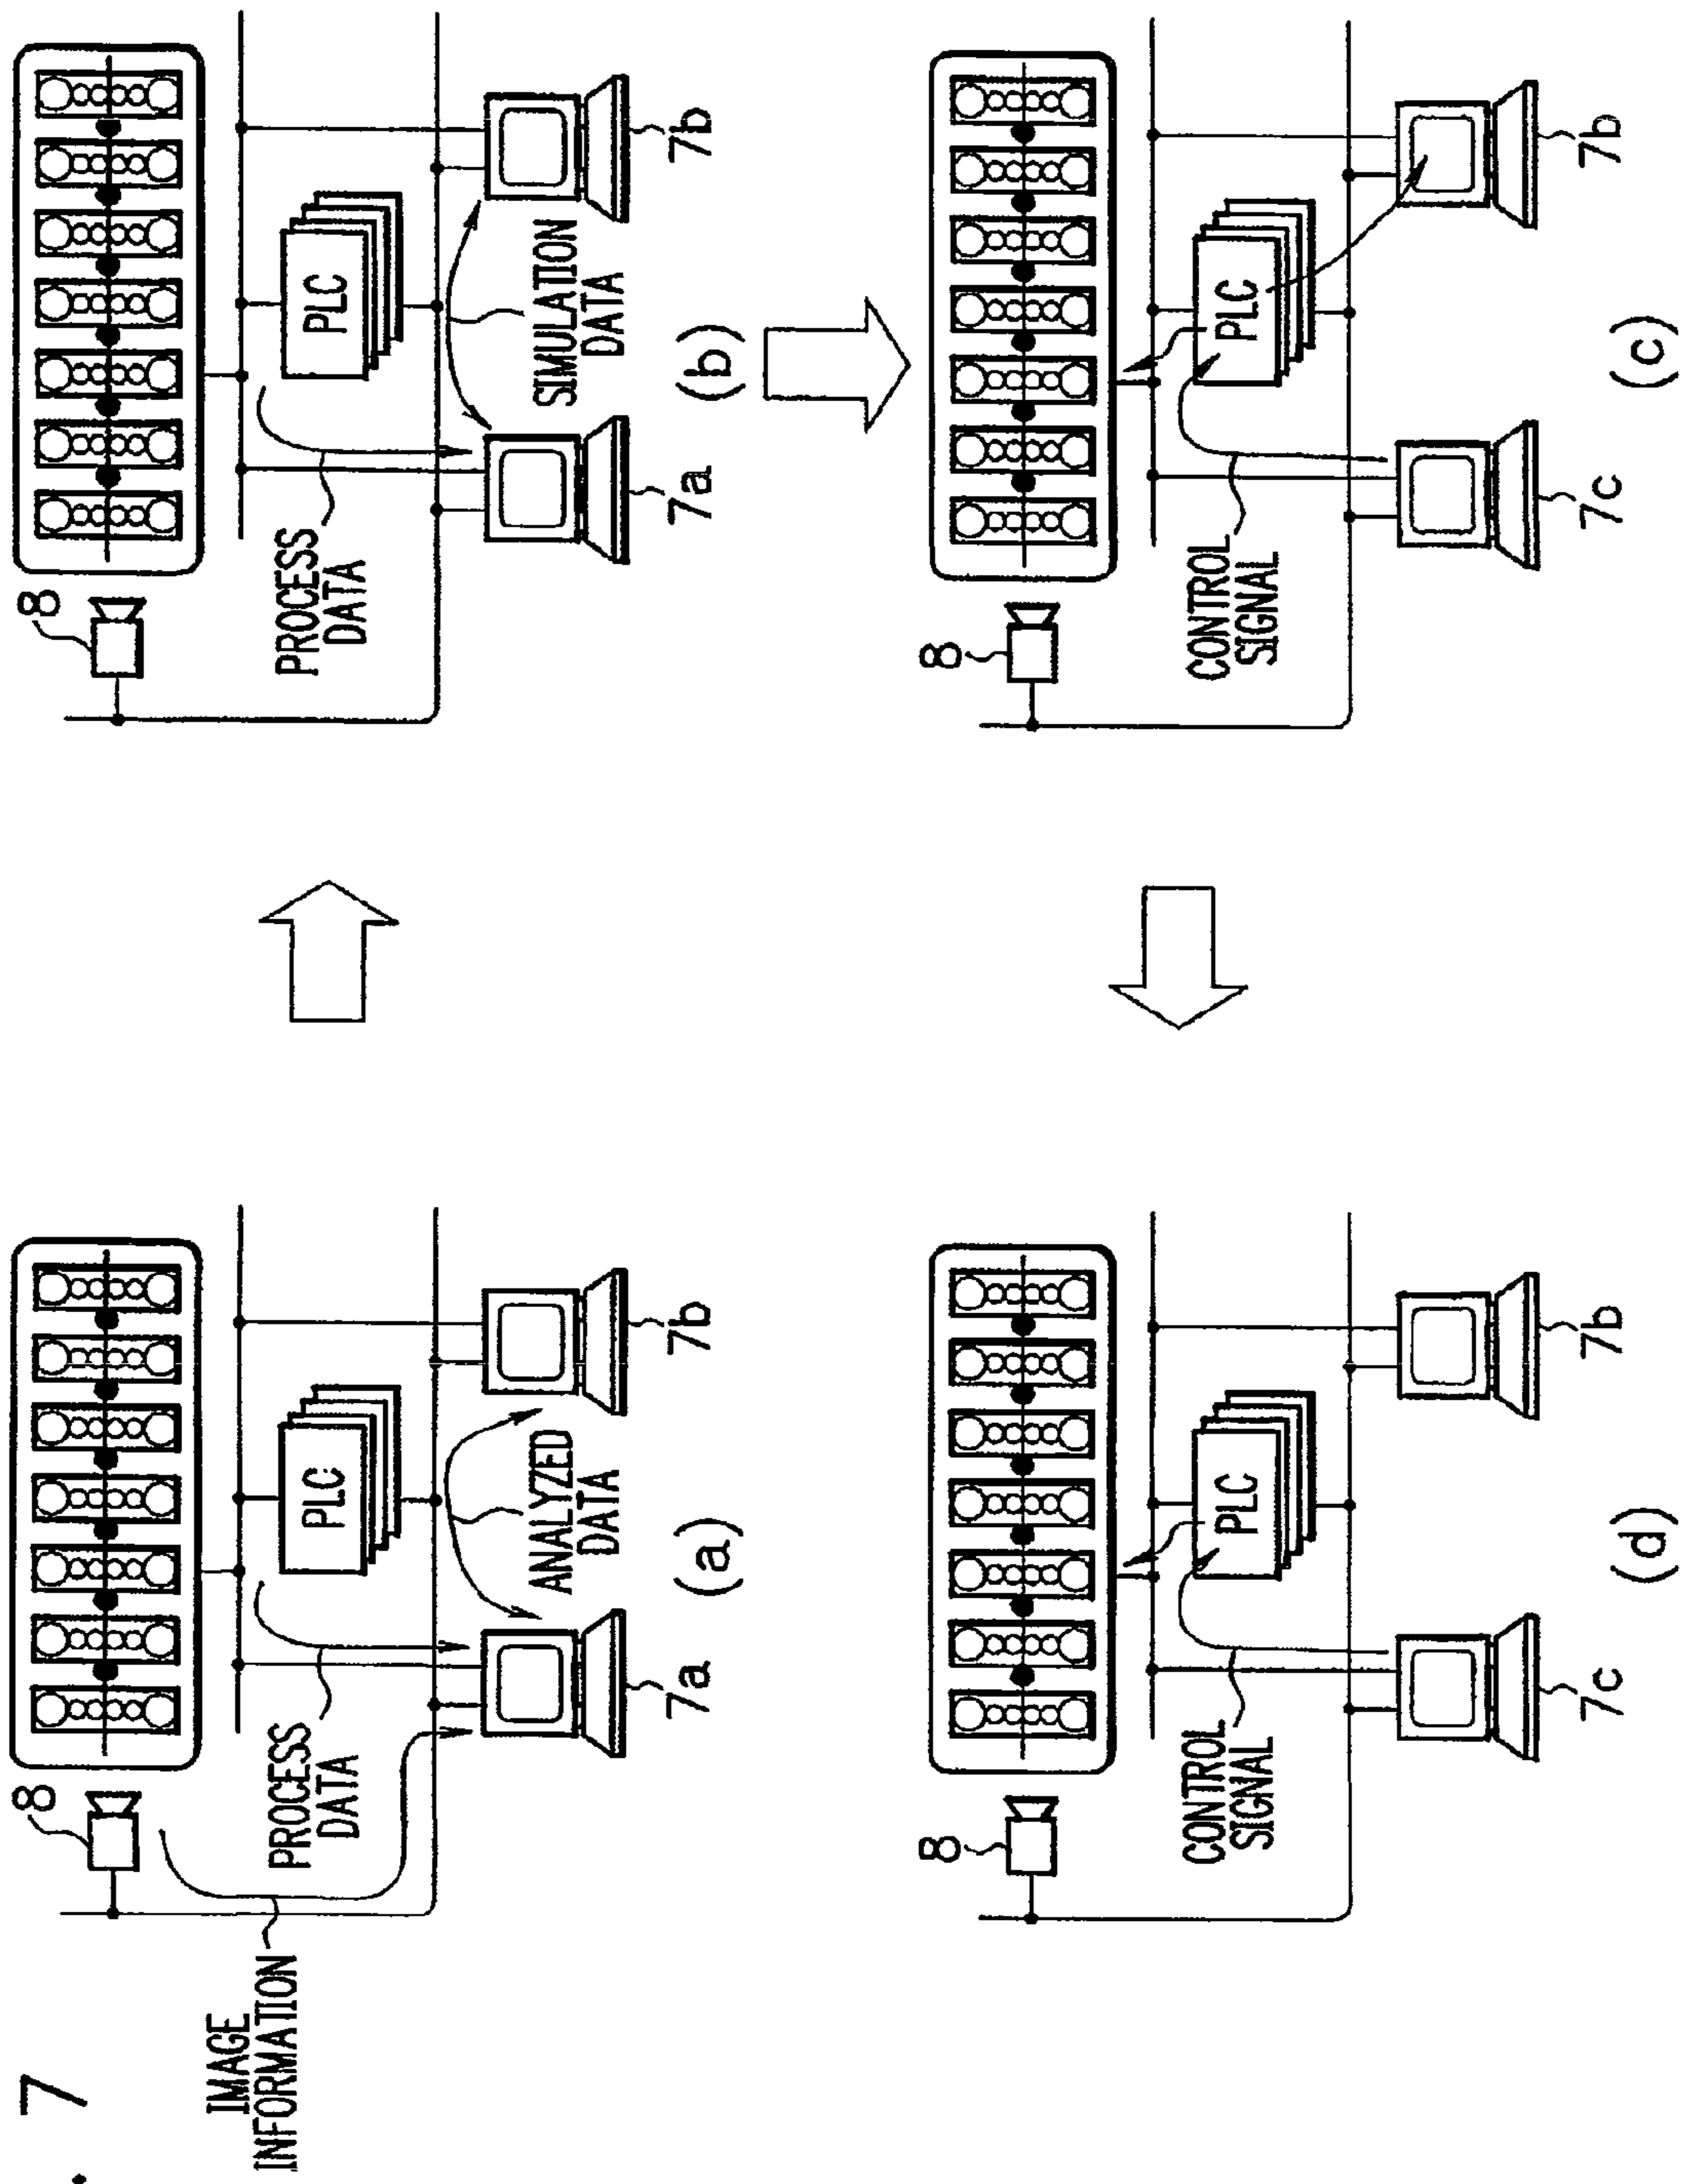 . 7
8
IMAGE
INFORMATION
PROCESS
DATA
PLC
ANALYZED
DATA
7a
7b
(a)
8
PROCESS
DATA
PLC
SIMULATION
DATA
7a
7b
(b)
8
CONTROL
SIGNAL
PLC
7c
7b
(d)
8
CONTROL
SIGNAL
PLC
7c
7b
(c)